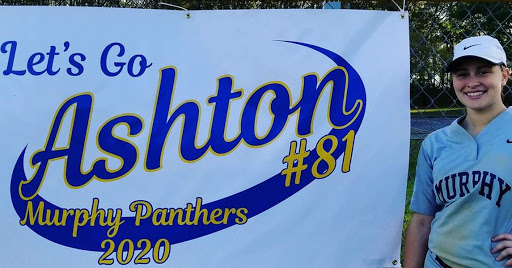 Let's Go
Ashton
#81
Murphy Panthers
2020
MURPHY